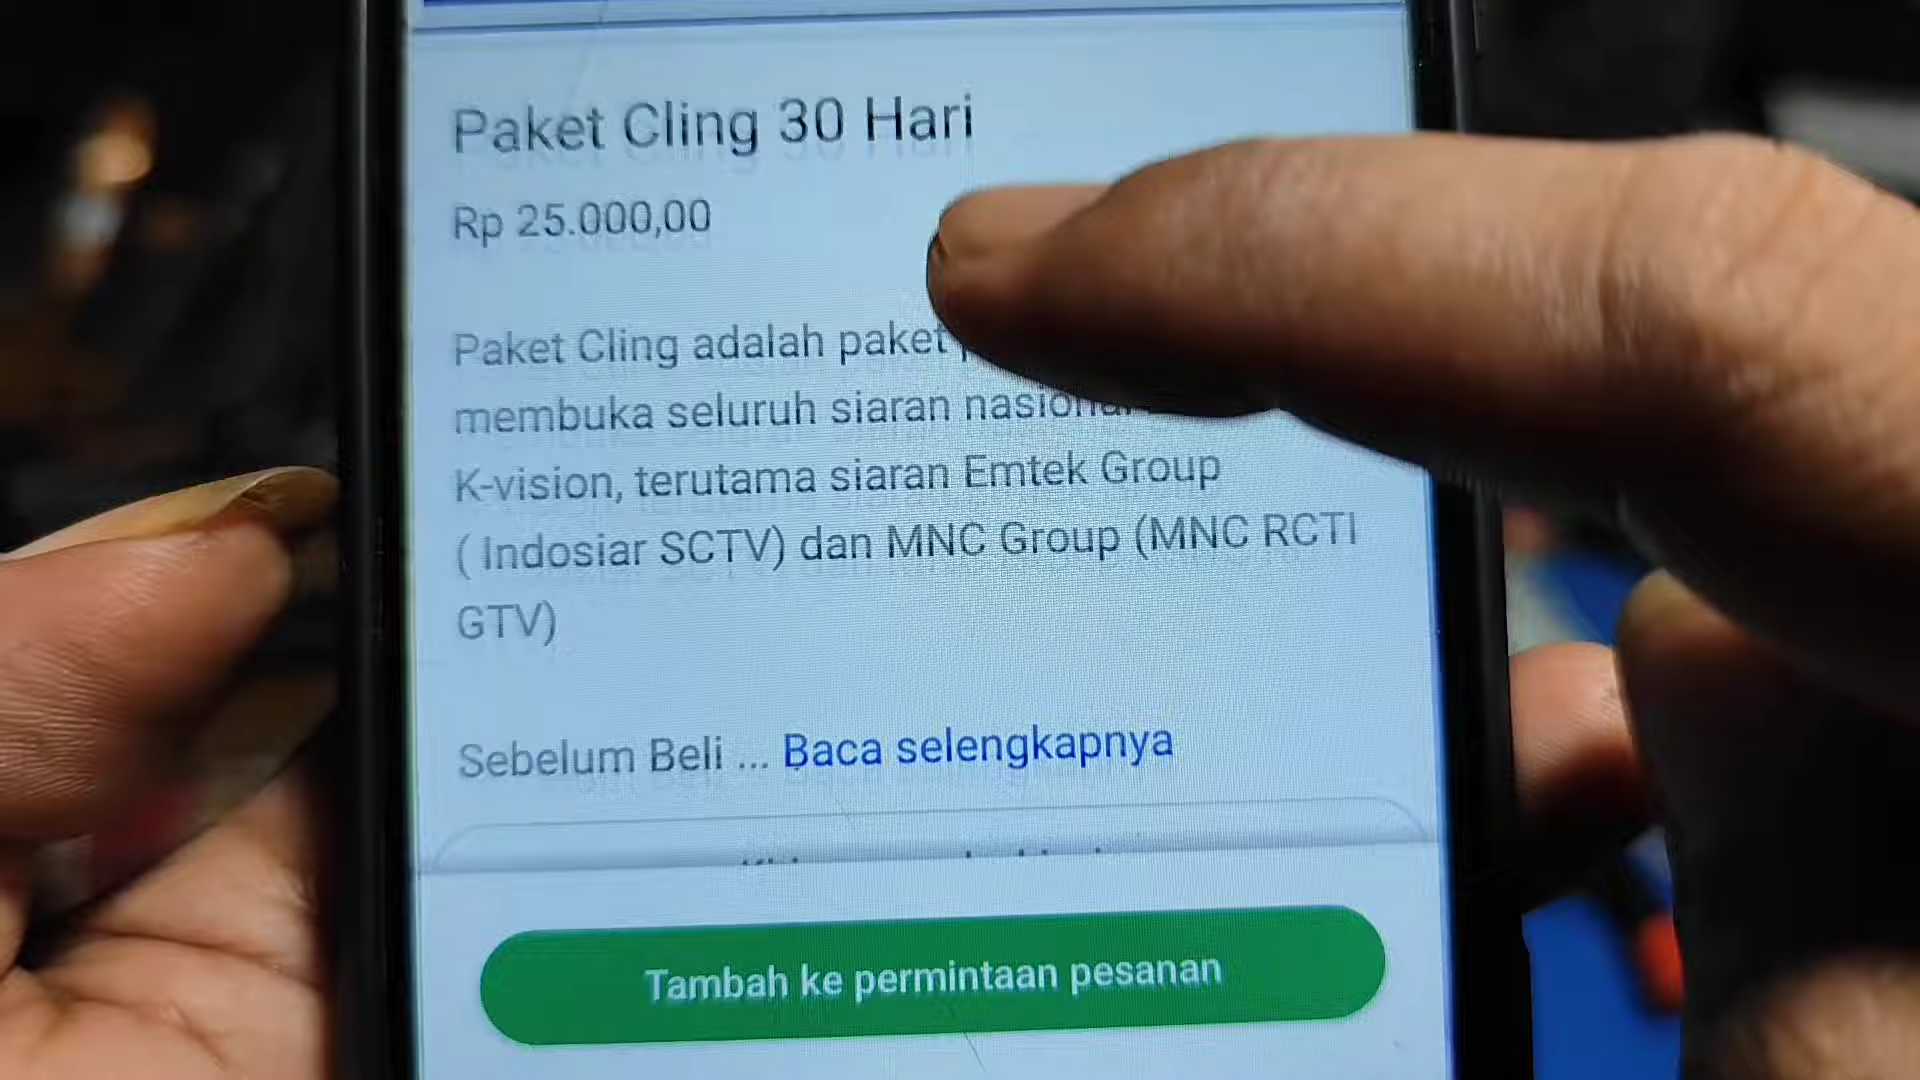 Paket Cling 30 Hari
Rp 25.000,00
Paket Cling adalah paket
membuka seluruh siaran nasional
K-vision, terutama siaran Emtek Group
( Indosiar SCTV) dan MNC Group (MNC RCTI
GTV)
Sebelum Beli ... Baca selengkapnya
Tambah ke permintaan pesanan